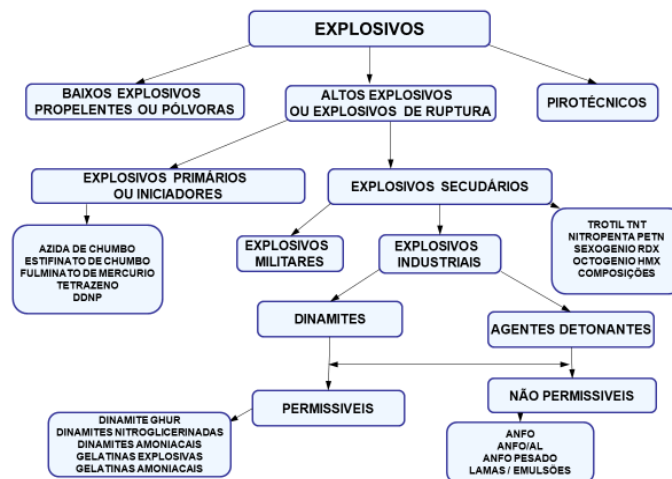 EXPLOSIVOS
BAIXOS EXPLOSIVOS
PROPELENTES OU PÓLVORAS
ALTOS EXPLOSIVOS
OU EXPLOSIVOS DE RUPTURA
PIROTÉCNICOS
EXPLOSIVOS PRIMÁRIOS
OU INICIADORES
EXPLOSIVOS SECUDÁRIOS
AZIDA DE CHUMBO
ESTIFINATO DE CHUMBO
FULMINATO DE MERCURIO
TETRAZENO
DDNP
EXPLOSIVOS
MILITARES
EXPLOSIVOS
INDUSTRIAIS
TROTIL TNT
NITROPENTA PETN
SEXOGENIO RDX
OCTOGENIO HMX
COMPOSIÇÕES
DINAMITES
AGENTES DETONANTES
PERMISSIVEIS
NÃO PERMISSIVEIS
DINAMITE GHUR
DINAMITES NITROGLICERINADAS
DINAMITES AMONIACAIS
GELATINAS EXPLOSIVAS
GELATINAS AMONIACAIS
ANFO
ANFO/AL
ANFO PESADO
LAMAS / EMULSÕES